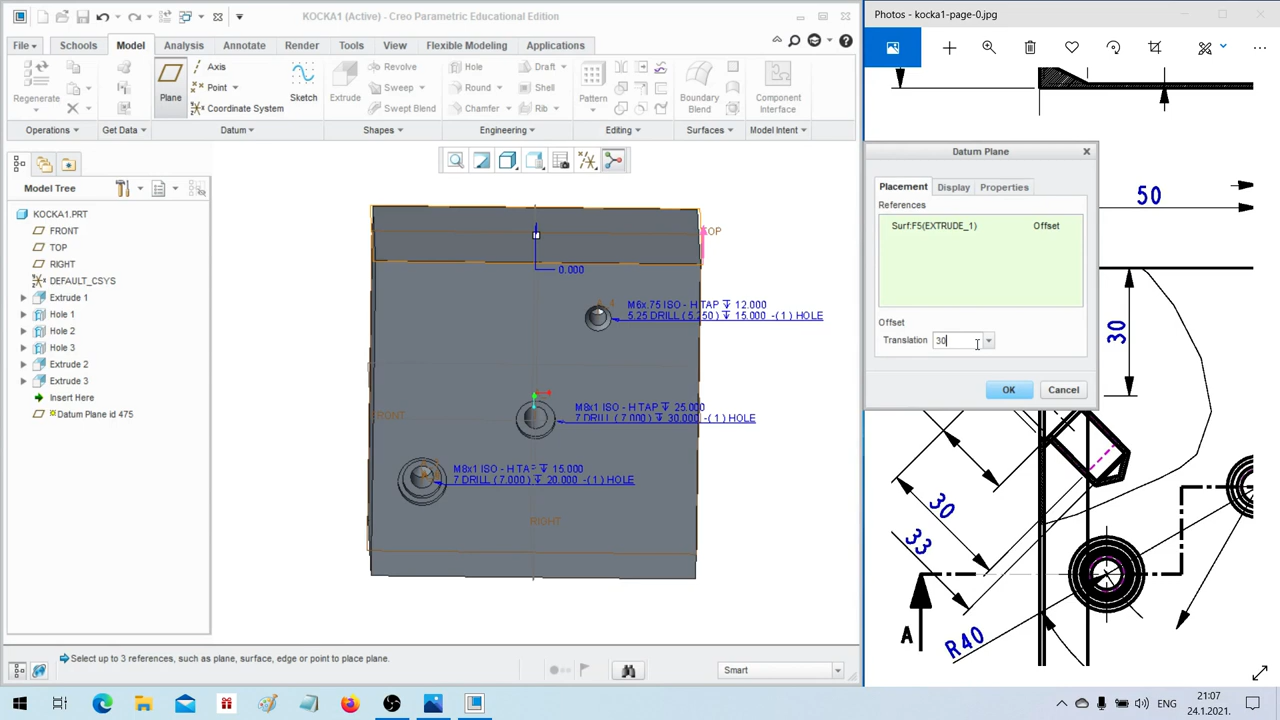 KOCKA1 (Active) - Creo Parametric Educational Edition
File
Schools
Model
Analysis
Annotate
Render
Tools
View
Flexible Modeling
Applications
Regenerate
Plane
Axis
Point
Coordinate System
Sketch
Extrude
Revolve
Sweep
Swept Blend
Hole
Round
Chamfer
Draft
Shell
Rib
Pattern
Boundary
Blend
Component
Interface
Operations
Get Data
Datum
Shapes
Engineering
Editing
Surfaces
Model Intent
Model Tree
KOCKA1.PRT
FRONT
TOP
RIGHT
DEFAULT_CSYS
Extrude 1
Hole 1
Hole 2
Hole 3
Extrude 2
Extrude 3
Insert Here
Datum Plane id 475
TOP
0.000
M6x.75 ISO - H TAP ↧ 12.000
5.25 DRILL ( 5.250 ) ↧ 15.000 -( 1 ) HOLE
M8x1 ISO - H TAP ↧ 25.000
7 DRILL ( 7.000 ) ↧ 30.000 -( 1 ) HOLE
M8x1 ISO - H TAP ↧ 15.000
7 DRILL ( 7.000 ) ↧ 20.000 -( 1 ) HOLE
RIGHT
Select up to 3 references, such as plane, surface, edge or point to place plane.
Smart
Photos - kocka1-page-0.jpg
Datum Plane
Placement
Display
Properties
References
Surf:F5(EXTRUDE_1)
Offset
Offset
Translation
30
OK
Cancel
50
30
30
33
R40
A
ENG
21:07
24.1.2021.